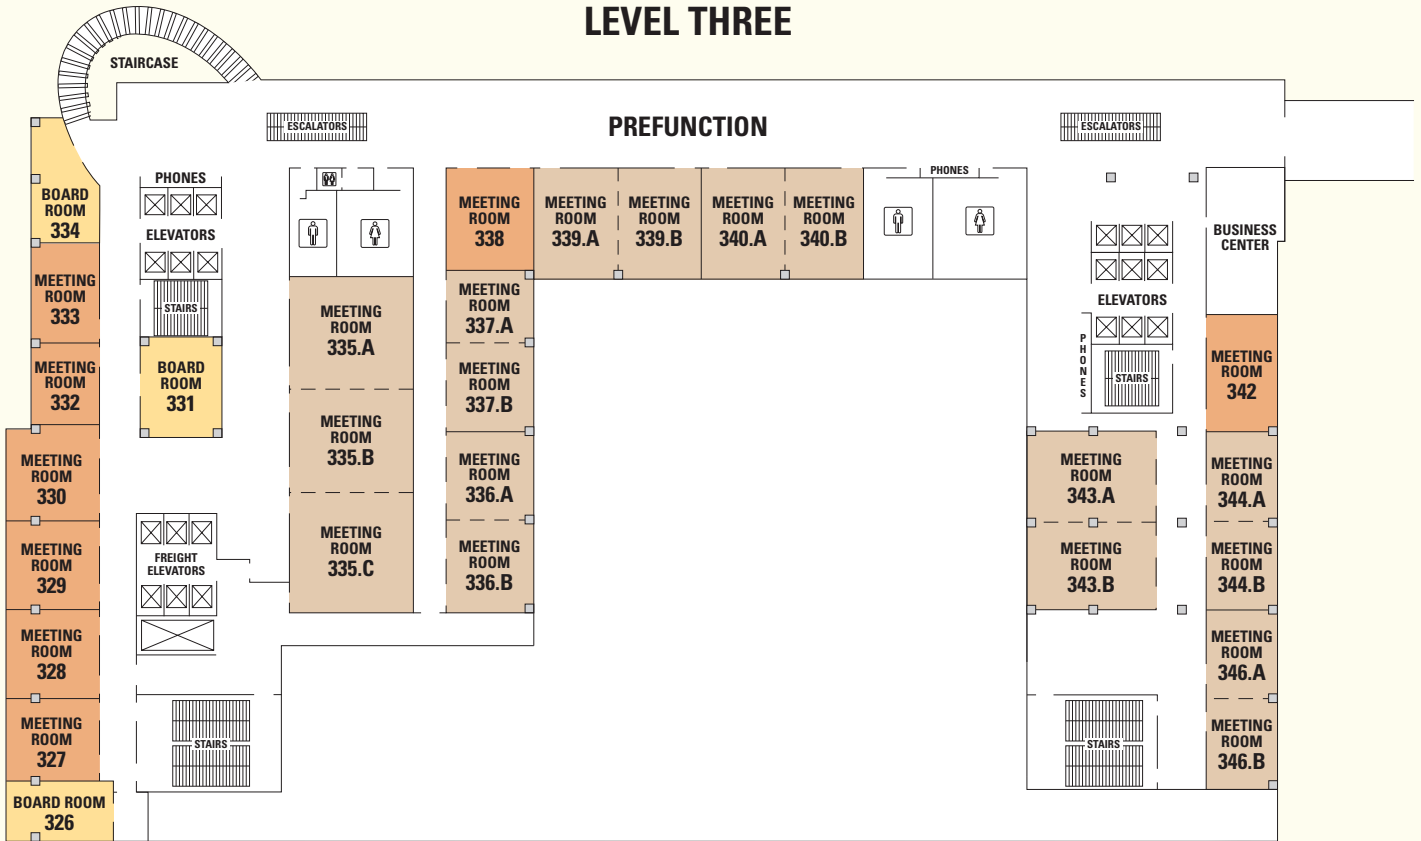 LEVEL THREE
STAIRCASE
ESCALATORS
PREFUNCTION
ESCALATORS
PHONES
ELEVATORS
STAIRS
BOARD
ROOM
334
MEETING
ROOM
333
MEETING
ROOM
332
BOARD
ROOM
331
MEETING
ROOM
330
MEETING
ROOM
329
MEETING
ROOM
328
MEETING
ROOM
327
BOARD ROOM
326
FREIGHT
ELEVATORS
STAIRS
MEETING
ROOM
335.A
MEETING
ROOM
335.B
MEETING
ROOM
335.C
MEETING
ROOM
338
MEETING
ROOM
337.A
MEETING
ROOM
337.B
MEETING
ROOM
336.A
MEETING
ROOM
336.B
MEETING
ROOM
339.A
MEETING
ROOM
339.B
MEETING
ROOM
340.A
MEETING
ROOM
340.B
PHONES
BUSINESS
CENTER
ELEVATORS
PHONES
STAIRS
MEETING
ROOM
342
MEETING
ROOM
343.A
MEETING
ROOM
343.B
MEETING
ROOM
344.A
MEETING
ROOM
344.B
MEETING
ROOM
346.A
MEETING
ROOM
346.B
STAIRS